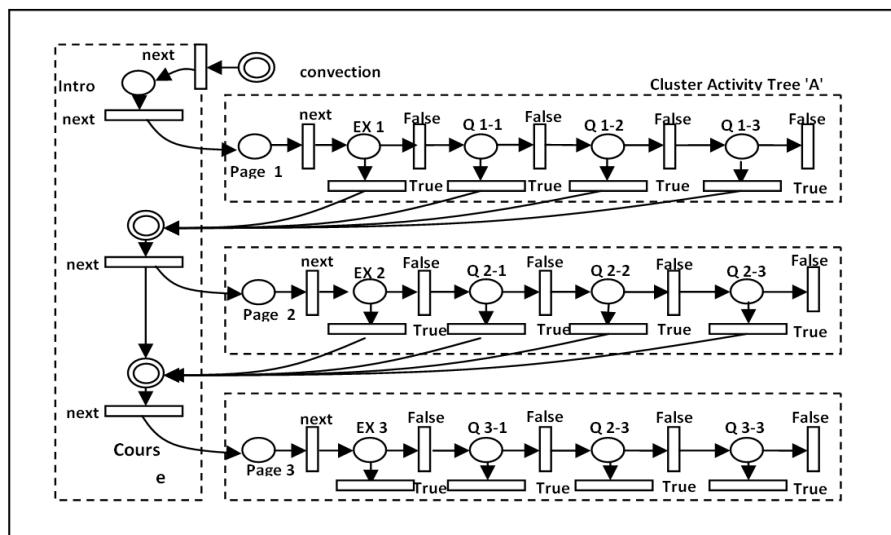 next
convection
Intro
Cluster Activity Tree 'A'
next
next
EX 1
False
Q 1-1
False
Q 1-2
False
Q 1-3
False
Page 1
True
True
True
True
next
next
EX 2
False
Q 2-1
False
Q 2-2
False
Q 2-3
False
Page 2
True
True
True
True
next
next
EX 3
False
Q 3-1
False
Q 2-3
False
Q 3-3
False
Cours
e
Page 3
True
True
True
True